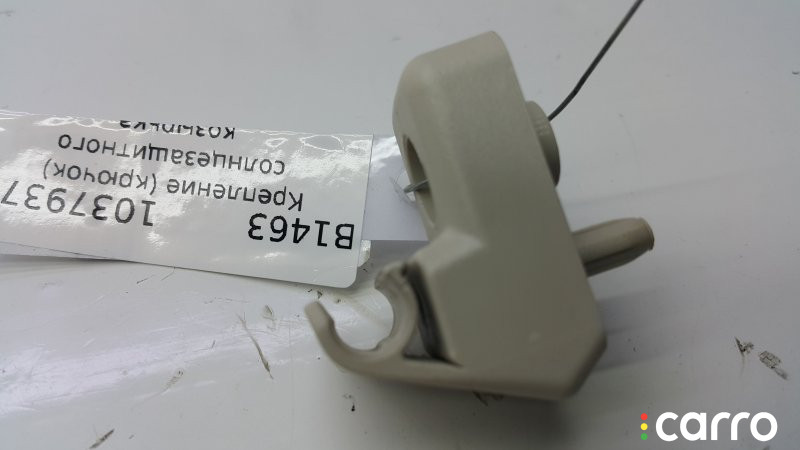 B1463 1037937
Крепление (крючок)
солнцезащитного
козырька
carro